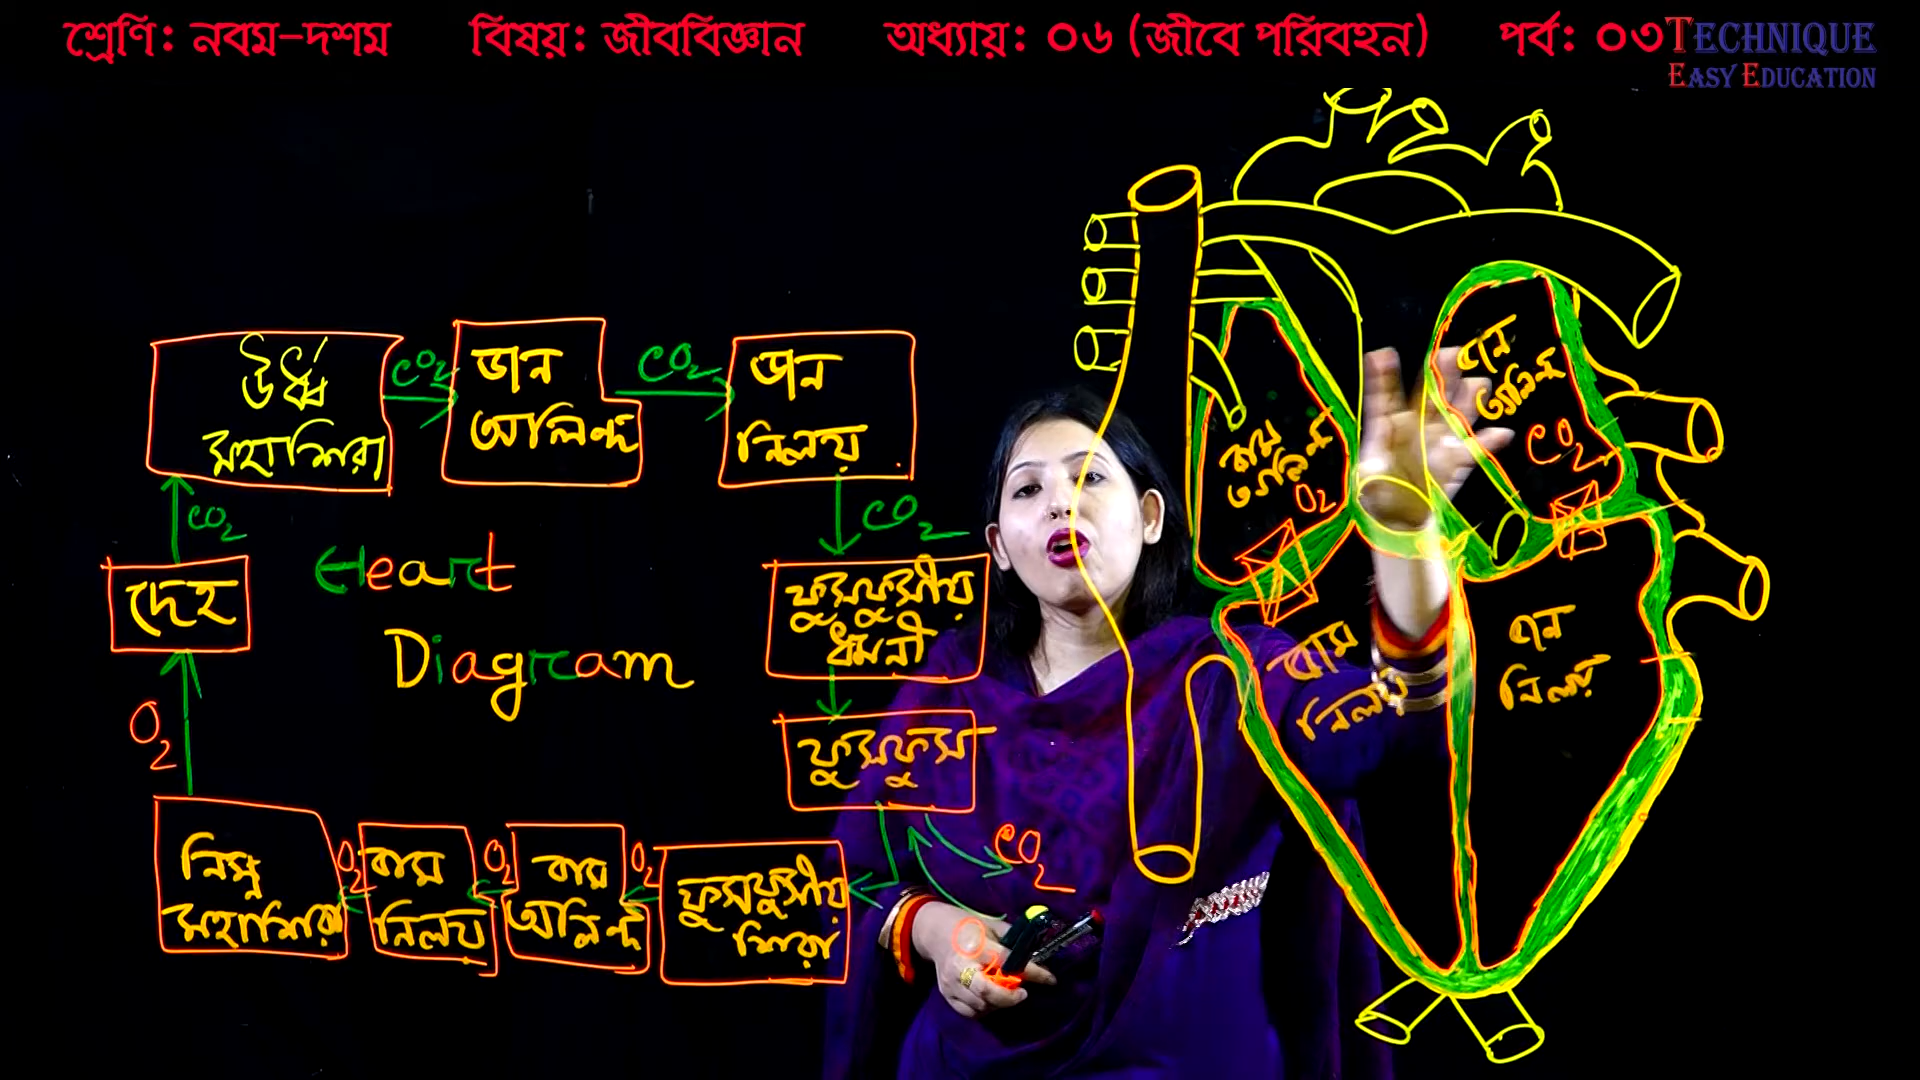 শ্রেণি: নবম-দশম বিষয়: জীববিজ্ঞান অধ্যায়: ০৬ (জীবে পরিবহন) পর্ব: ০৩
TECHNIQUE
EASY EDUCATION
উর্ধ্ব
মহাশিরা
CO2
ডান
অলিন্দ
CO2
ডান
নিলয়
CO2
CO2
দেহ
Heart
Diagram
ফুসফুসীয়
ধমনী
ফুসফুস
CO2
O2
নিম্ন
মহাশিরা
O2
বাম
নিলয়
O2
বাম
অলিন্দ
O2
ফুসফুসীয়
শিরা
ডান
অলিন্দ
CO2
বাম
অলিন্দ
O2
বাম
নিলয়
ডান
নিলয়